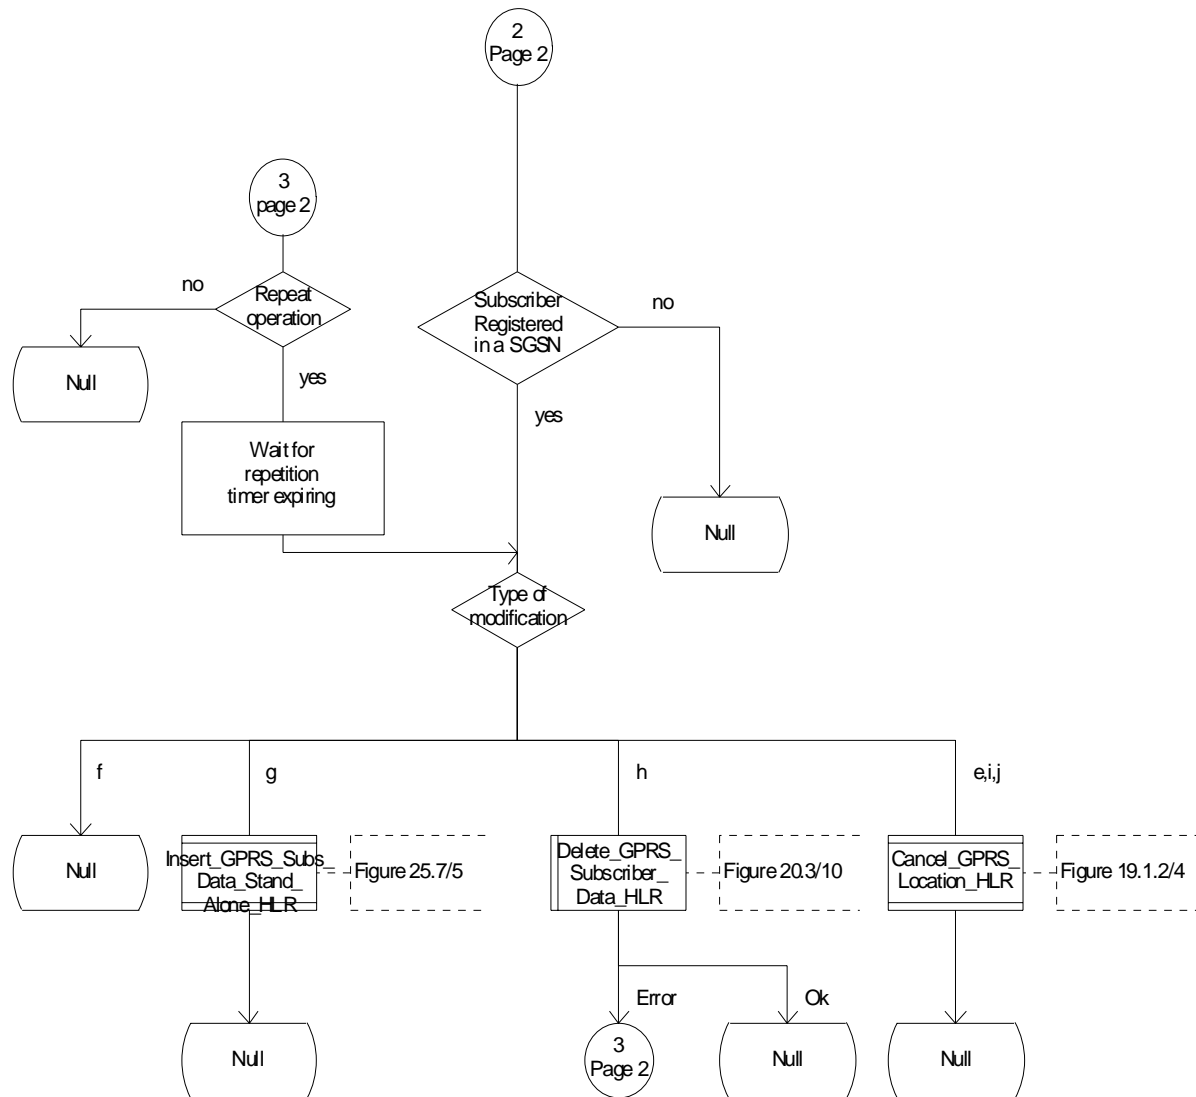 2
Page 2
3
page 2
no
Repeat
operation
Subscriber
Registered
in a SGSN
no
Null
yes
yes
Wait for
repetition
timer expiring
Null
Type of
modification
f
g
h
e,i,j
Null
Insert_GPRS_Subs_
Data_Stand_
Alone_HLR
Figure 25.7/5
Delete_GPRS_
Subscriber_
Data_HLR
Figure 20.3/10
Cancel_GPRS_
Location_HLR
Figure 19.1.2/4
Error
Ok
Null
3
Page 2
Null
Null